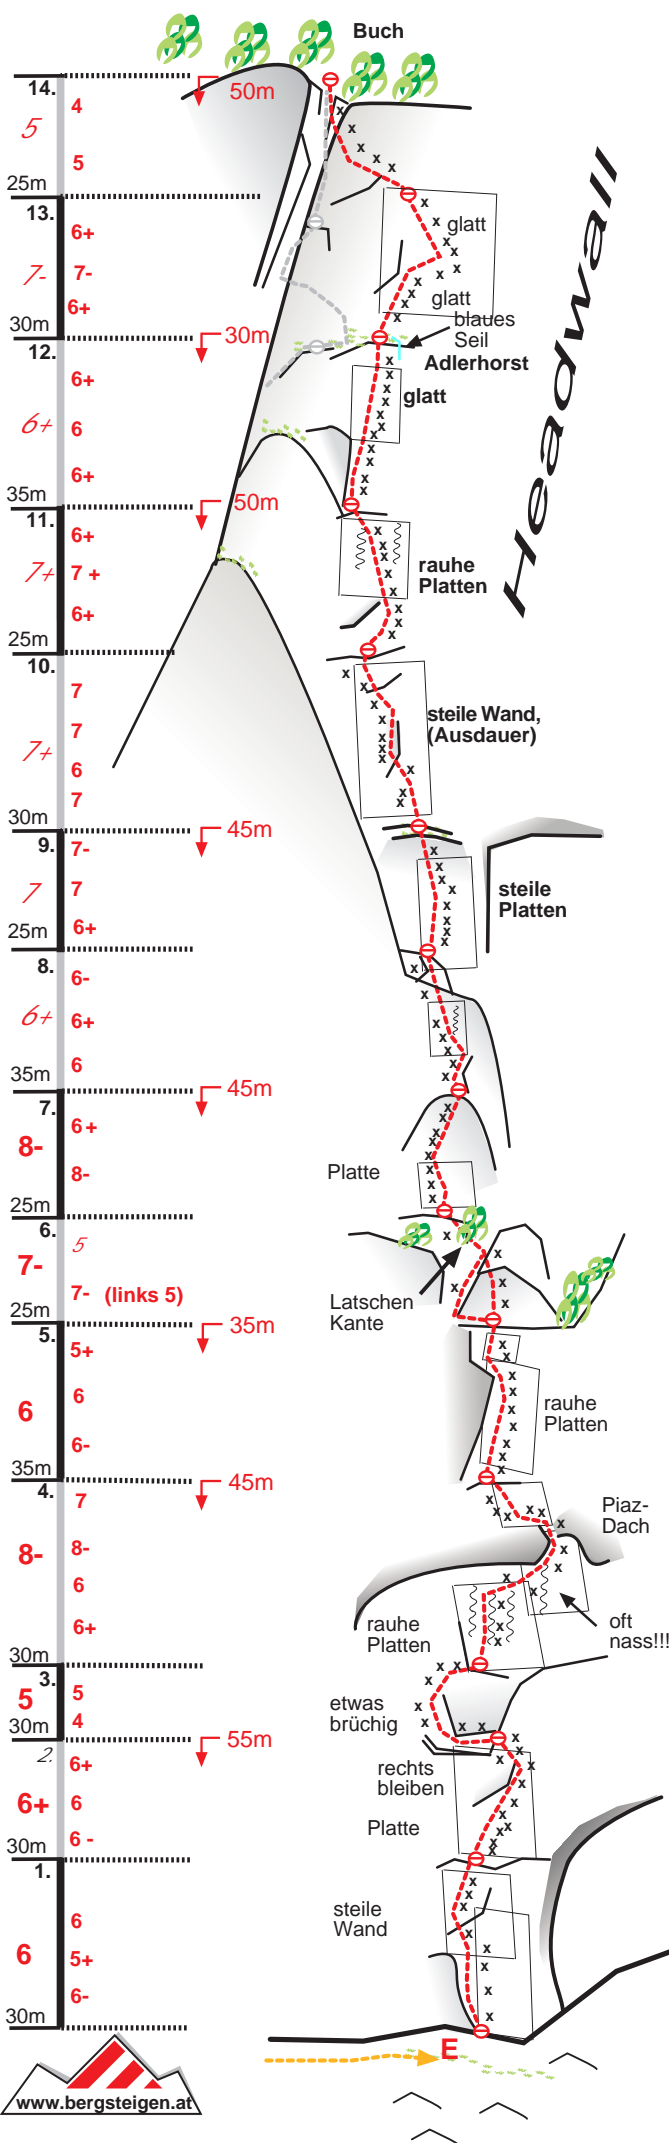 Buch
14.
4
50m
5
5
25m
13.
6+
glatt
7-
7-
6+
glatt
30m
blaues
Seil
30m
12.
Adlerhorst
6+
glatt
6+
6
6+
35m
50m
11.
6+
7+
7 +
rauhe
Platten
6+
25m
10.
7
steile Wand,
(Ausdauer)
7
7+
6
7
30m
45m
9.
7-
7
7
steile
Platten
6+
25m
8.
6-
6+
6+
6
35m
45m
7.
6+
8-
8-
Platte
25m
6.
5
7-
7- (links 5)
Latschen
Kante
25m
35m
5.
5+
6
6
rauhe
Platten
6-
35m
45m
4.
7
Piaz-
Dach
8-
8-
6
6+
rauhe
Platten
oft
nass!!!
30m
3.
5
5
4
etwas
brüchig
30m
55m
2.
6+
rechts
bleiben
6+
6
Platte
6 -
30m
1.
steile
Wand
6
6
5+
6-
30m
E
Headwall
www.bergsteigen.at